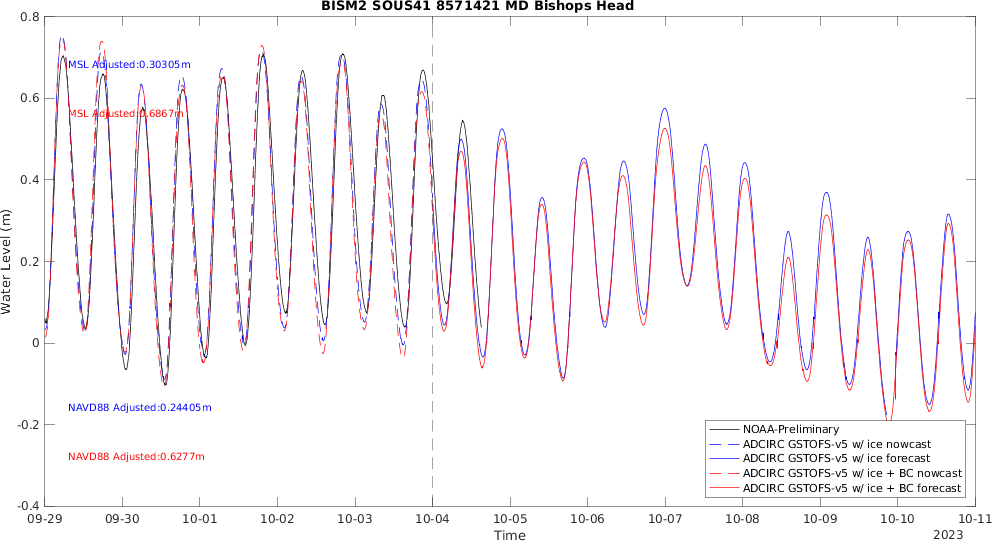 BISM2 SOUS41 8571421 MD Bishops Head
Water Level (m)
0.8
0.6
0.4
0.2
0
-0.2
-0.4
MSL Adjusted:0.30305m
MSL Adjusted:0.6867m
NAVD88 Adjusted:0.24405m
NAVD88 Adjusted:0.6277m
NOAA-Preliminary
ADCIRC GSTOFS-v5 w/ ice nowcast
ADCIRC GSTOFS-v5 w/ ice forecast
ADCIRC GSTOFS-v5 w/ ice + BC nowcast
ADCIRC GSTOFS-v5 w/ ice + BC forecast
09-29 09-30 10-01 10-02 10-03 10-04 10-05 10-06 10-07 10-08 10-09 10-10 10-11
Time
2023